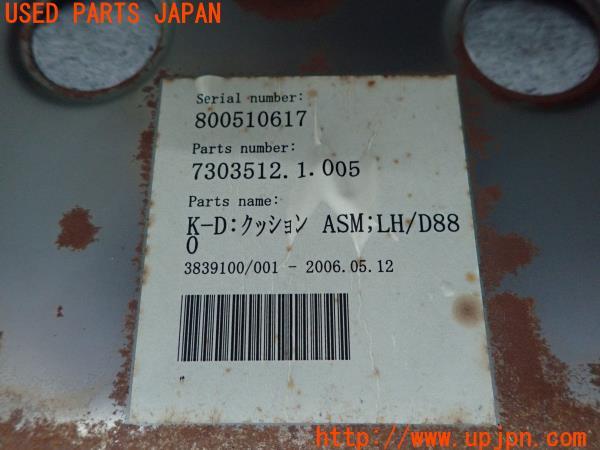 USED PARTS JAPAN
Serial number:
800510617
Parts number:
7303512.1.005
Parts name:
K-D:クッション ASM;LH/D88
0
3839100/001 - 2006.05.12
http://www.upjpn.com